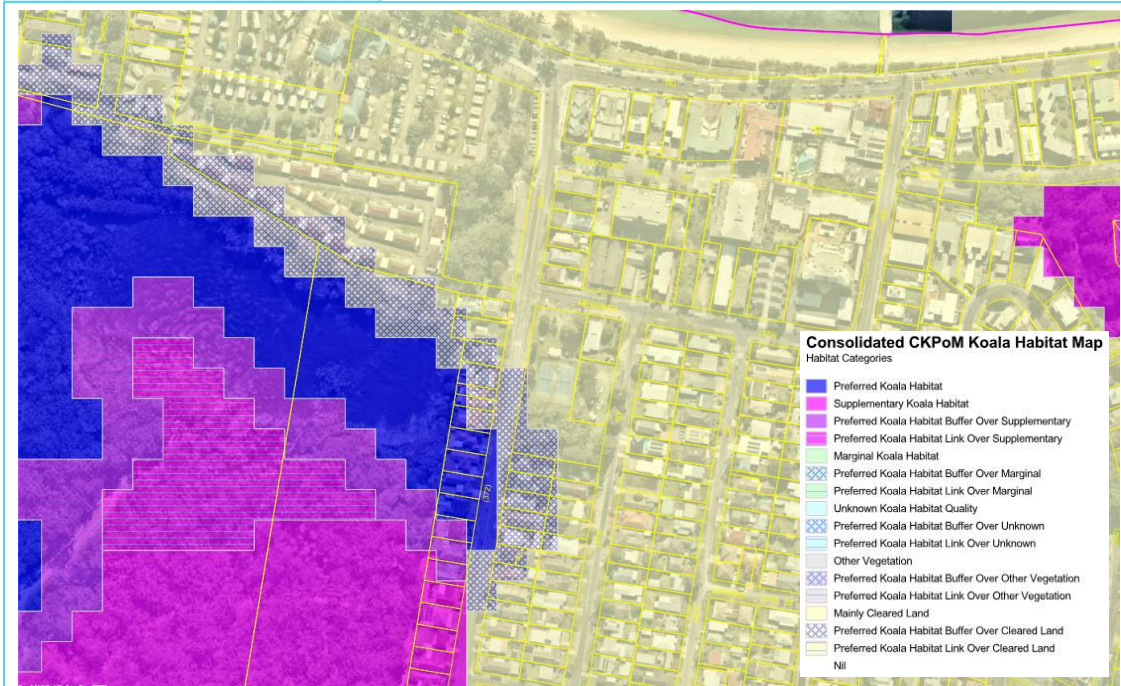 (372)
Consolidated CKPoM Koala Habitat Map
Habitat Categories
Preferred Koala Habitat
Supplementary Koala Habitat
Preferred Koala Habitat Buffer Over Supplementary
Preferred Koala Habitat Link Over Supplementary
Marginal Koala Habitat
Preferred Koala Habitat Buffer Over Marginal
Preferred Koala Habitat Link Over Marginal
Unknown Koala Habitat Quality
Preferred Koala Habitat Buffer Over Unknown
Preferred Koala Habitat Link Over Unknown
Other Vegetation
Preferred Koala Habitat Buffer Over Other Vegetation
Preferred Koala Habitat Link Over Other Vegetation
Mainly Cleared Land
Preferred Koala Habitat Buffer Over Cleared Land
Preferred Koala Habitat Link Over Cleared Land
Nil